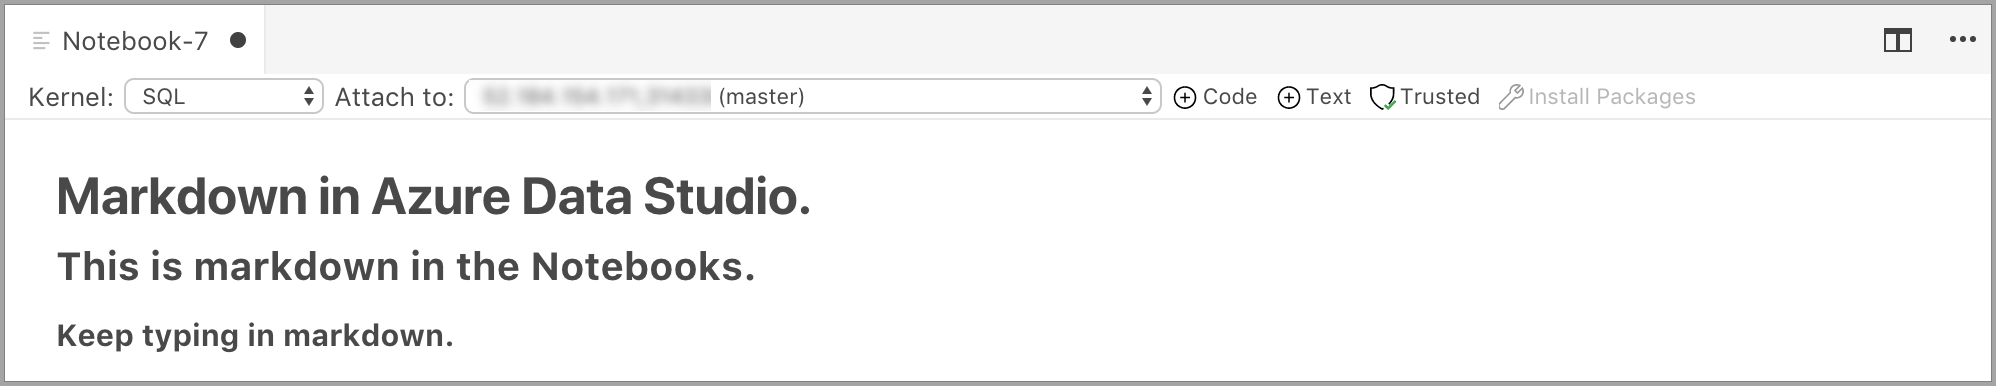 Notebook-7
Kernel: SQL Attach to: (master) Code Text Trusted Install Packages
Markdown in Azure Data Studio.
This is markdown in the Notebooks.
Keep typing in markdown.